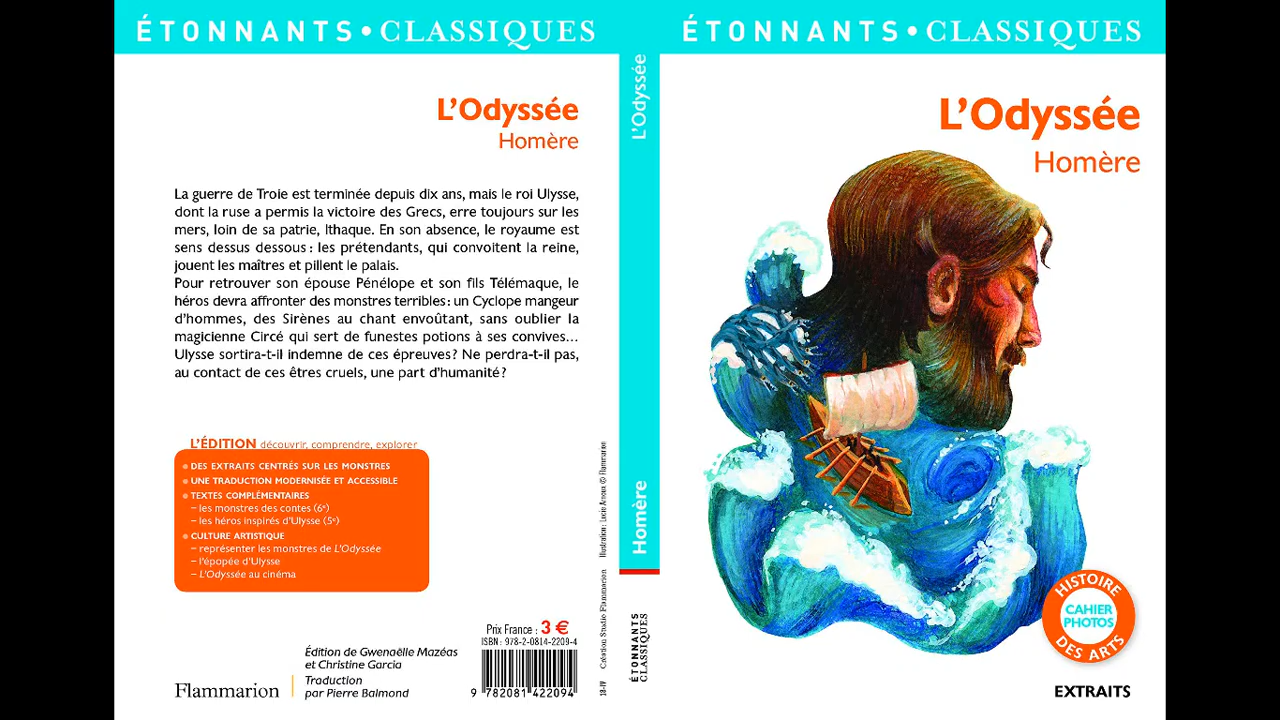 ÉTONNANTS • CLASSIQUES
L'Odyssée
Homère
La guerre de Troie est terminée depuis dix ans, mais le roi Ulysse,
dont la ruse a permis la victoire des Grecs, erre toujours sur les
mers, loin de sa patrie, Ithaque. En son absence, le royaume est
sens dessus dessous : les prétendants, qui convoitent la reine,
jouent les maîtres et pillent le palais.
Pour retrouver son épouse Pénélope et son fils Télémaque, le
héros devra affronter des monstres terribles : un Cyclope mangeur
d'hommes, des Sirènes au chant envoûtant, sans oublier la
magicienne Circé qui sert de funestes potions à ses convives…
Ulysse sortira-t-il indemne de ces épreuves ? Ne perdra-t-il pas,
au contact de ces êtres cruels, une part d'humanité ?
L'ÉDITION découvrir, comprendre, explorer
• DES EXTRAITS CENTRÉS SUR LES MONSTRES
• UNE TRADUCTION MODERNISÉE ET ACCESSIBLE
• TEXTES COMPLÉMENTAIRES
– les monstres des contes (6e)
– les héros inspirés d'Ulysse (5e)
• CULTURE ARTISTIQUE
– représenter les monstres de L'Odyssée
– l'épopée d'Ulysse
– L'Odyssée au cinéma
Flammarion
Édition de Gwenaëlle Mazéas
et Christine Garcia
Traduction
par Pierre Balmond
Prix France : 3 €
ISBN : 978-2-0814-2209-4
9 782081 422094
Création Studio Flammarion Illustration : Lucile Arnoux © Flammarion
L'Odyssée
Homère
ÉTONNANTS
CLASSIQUES
ÉTONNANTS • CLASSIQUES
L'Odyssée
Homère
HISTOIRE
CAHIER
PHOTOS
DES ARTS
EXTRAITS